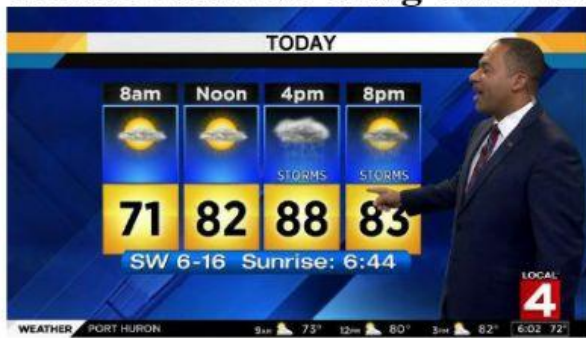 TODAY
8am Noon 4pm 8pm
STORMS STORMS
71 82 88 83
SW 6-16 Sunrise: 6:44
LOCAL
4
WEATHER PORT HURON 9AM 73° 12PM 80° 3PM 82° 6:02 72°